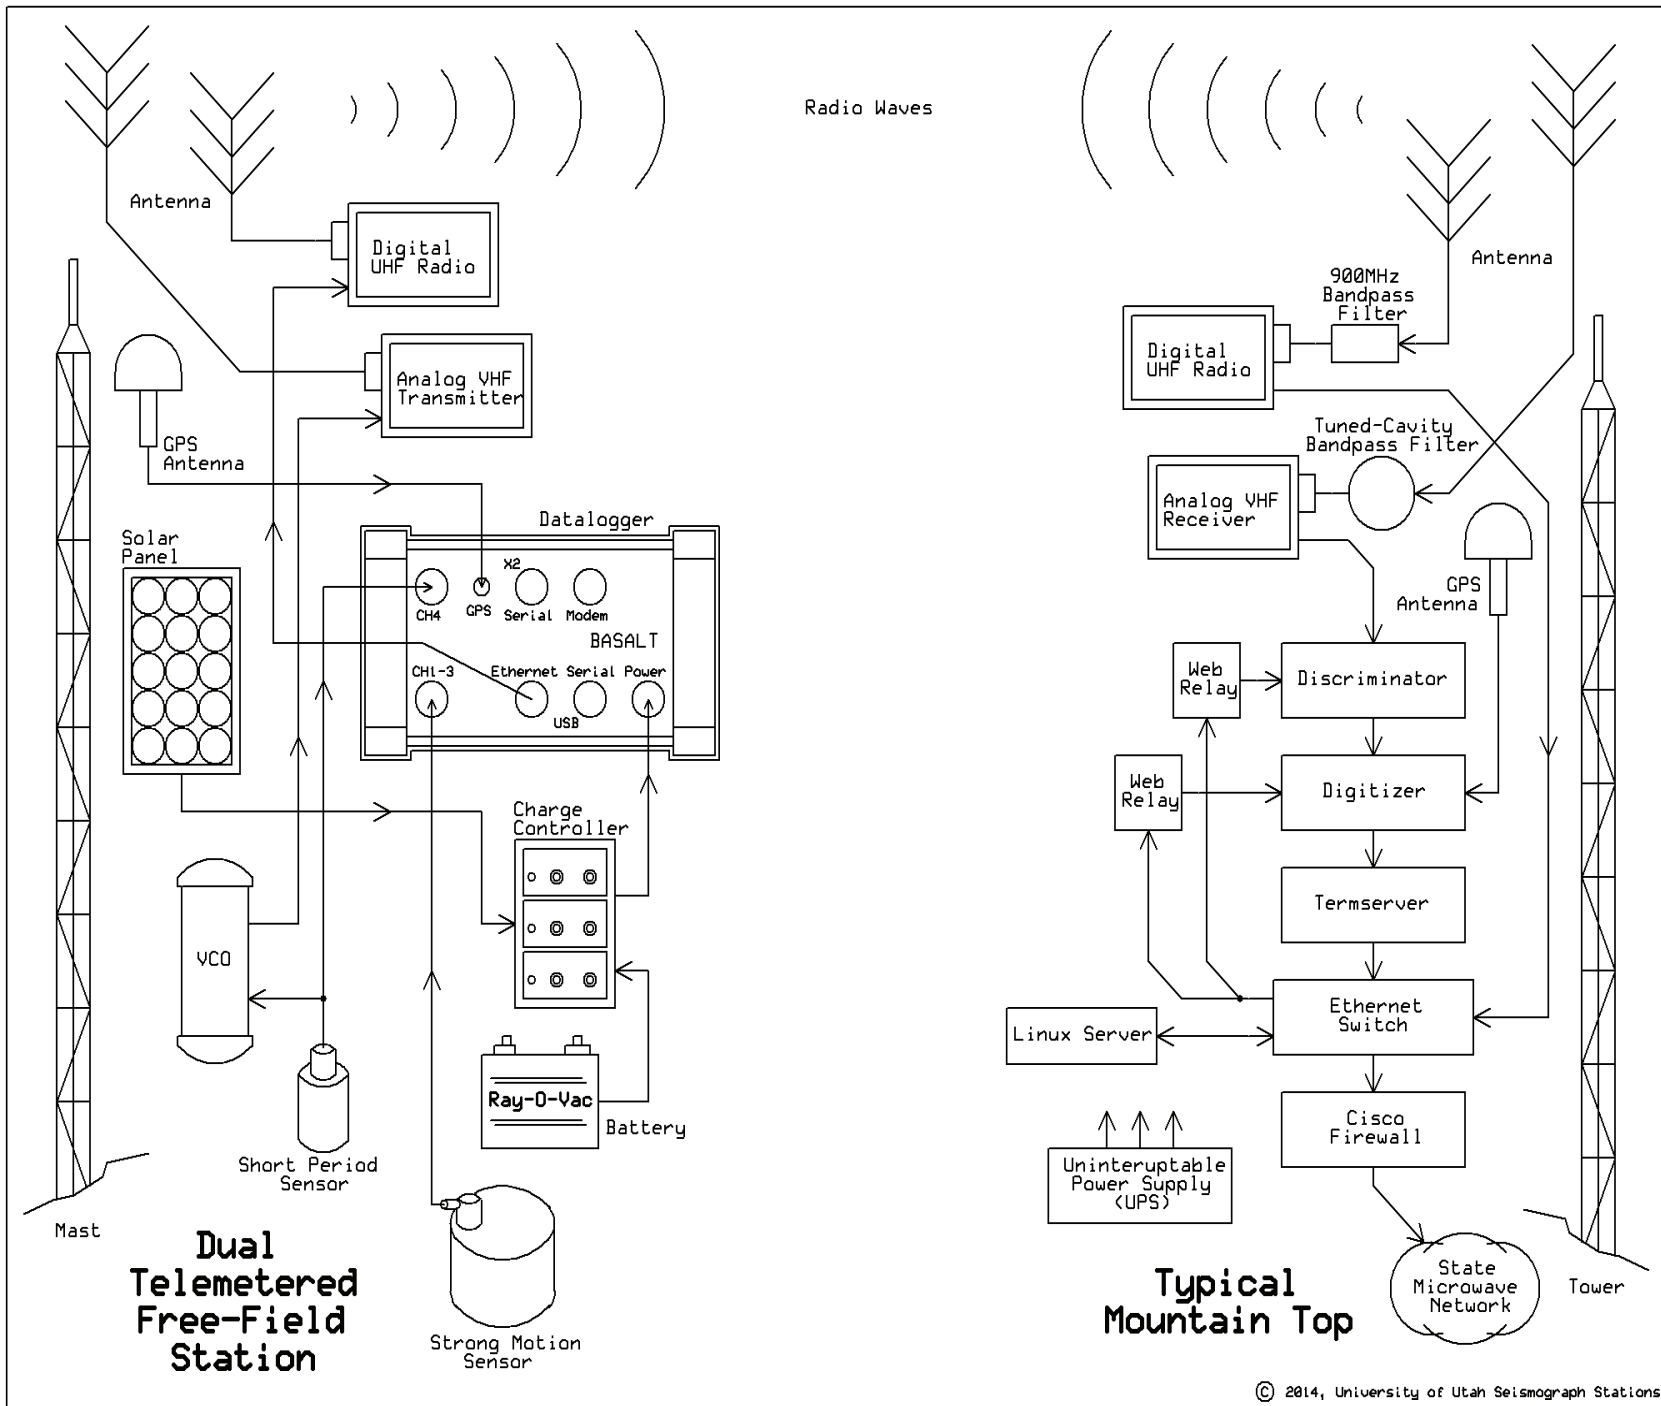 Radio Waves
Antenna
Digital
UHF Radio
Analog VHF
Transmitter
GPS
Antenna
Solar
Panel
Datalogger
X2
CH4
GPS
Serial
Modem
BASALT
CH1-3
Ethernet
Serial
Power
USB
Charge
Controller
VCO
Ray-O-Vac
Battery
Short Period
Sensor
Mast
Strong Motion
Sensor
Dual
Telemetered
Free-Field
Station
Antenna
900MHz
Bandpass
Filter
Digital
UHF Radio
Tuned-Cavity
Bandpass Filter
Analog VHF
Receiver
GPS
Antenna
Web
Relay
Discriminator
Web
Relay
Digitizer
Termserver
Ethernet
Switch
Linux Server
Cisco
Firewall
Uninteruptable
Power Supply
(UPS)
State
Microwave
Network
Tower
Typical
Mountain Top
© 2014, University of Utah Seismograph Stations